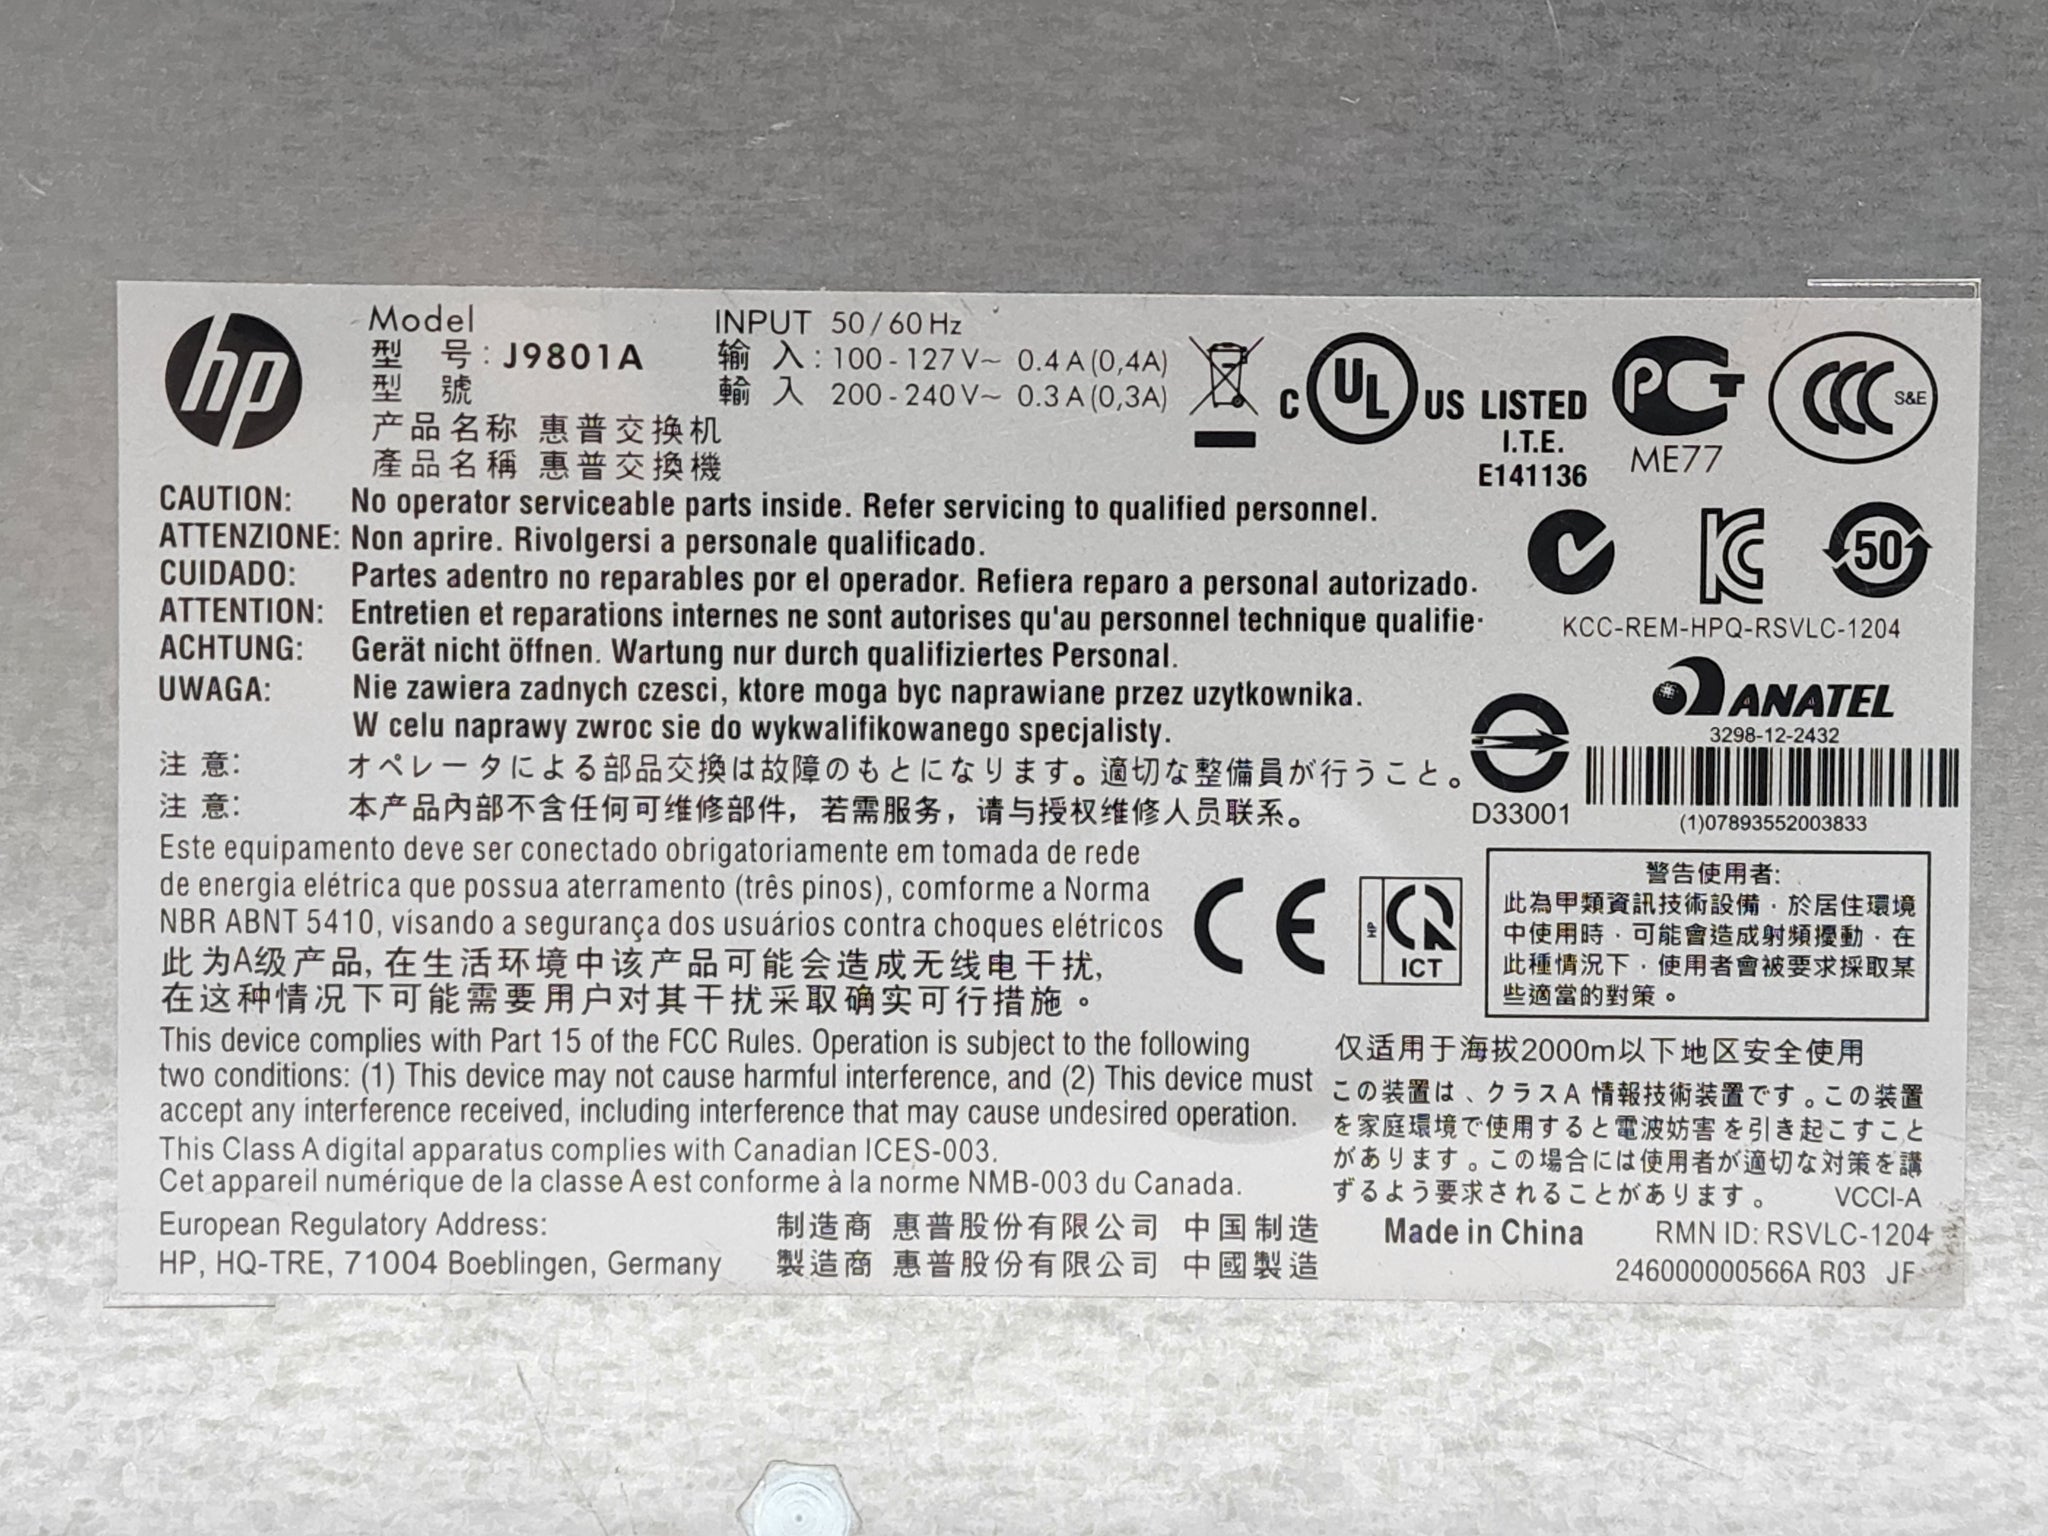 hp
Model
型 号: J9801A
型 號
产品名称 惠普交换机
產品名稱 惠普交換機
INPUT 50/60Hz
输 入: 100-127V~ 0.4A(0,4A)
輸 入 200-240V~ 0.3A(0,3A)
C UL US LISTED
I.T.E.
E141136
PCT
ME77
CCC S&E
CAUTION: No operator serviceable parts inside. Refer servicing to qualified personnel.
ATTENZIONE: Non aprire. Rivolgersi a personale qualificado.
CUIDADO: Partes adentro no reparables por el operador. Refiera reparo a personal autorizado.
ATTENTION: Entretien et reparations internes ne sont autorises qu'au personnel technique qualifie.
ACHTUNG: Gerät nicht öffnen. Wartung nur durch qualifiziertes Personal.
UWAGA: Nie zawiera zadnych czesci, ktore moga byc naprawiane przez uzytkownika.
W celu naprawy zwroc sie do wykwalifikowanego specjalisty.
注 意: オペレータによる部品交換は故障のもとになります。適切な整備員が行うこと。
注 意: 本产品內部不含任何可维修部件，若需服务，请与授权维修人员联系。
KC
50
KCC-REM-HPQ-RSVLC-1204
ANATEL
3298-12-2432
(1)07893552003833
D33001
Este equipamento deve ser conectado obrigatoriamente em tomada de rede
de energia elétrica que possua aterramento (três pinos), comforme a Norma
NBR ABNT 5410, visando a segurança dos usuários contra choques elétricos
此为A级产品, 在生活环境中该产品可能会造成无线电干扰,
在这种情况下可能需要用户对其干扰采取确实可行措施。
CE
HP
ICT
警告使用者:
此為甲類資訊技術設備·於居住環境
中使用時·可能會造成射頻擾動·在
此種情況下·使用者會被要求採取某
些適當的對策。
This device complies with Part 15 of the FCC Rules. Operation is subject to the following
two conditions: (1) This device may not cause harmful interference, and (2) This device must
accept any interference received, including interference that may cause undesired operation.
This Class A digital apparatus complies with Canadian ICES-003.
Cet appareil numérique de la classe A est conforme à la norme NMB-003 du Canada.
仅适用于海拔2000m以下地区安全使用
この装置は、クラスA 情報技術装置です。この装置
を家庭環境で使用すると電波妨害を引き起こすこと
があります。この場合には使用者が適切な対策を講
ずるよう要求されることがあります。 VCCI-A
European Regulatory Address:
HP, HQ-TRE, 71004 Boeblingen, Germany
制造商 惠普股份有限公司 中国制造
製造商 惠普股份有限公司 中國製造
Made in China
RMN ID: RSVLC-1204
246000000566A R03 JF